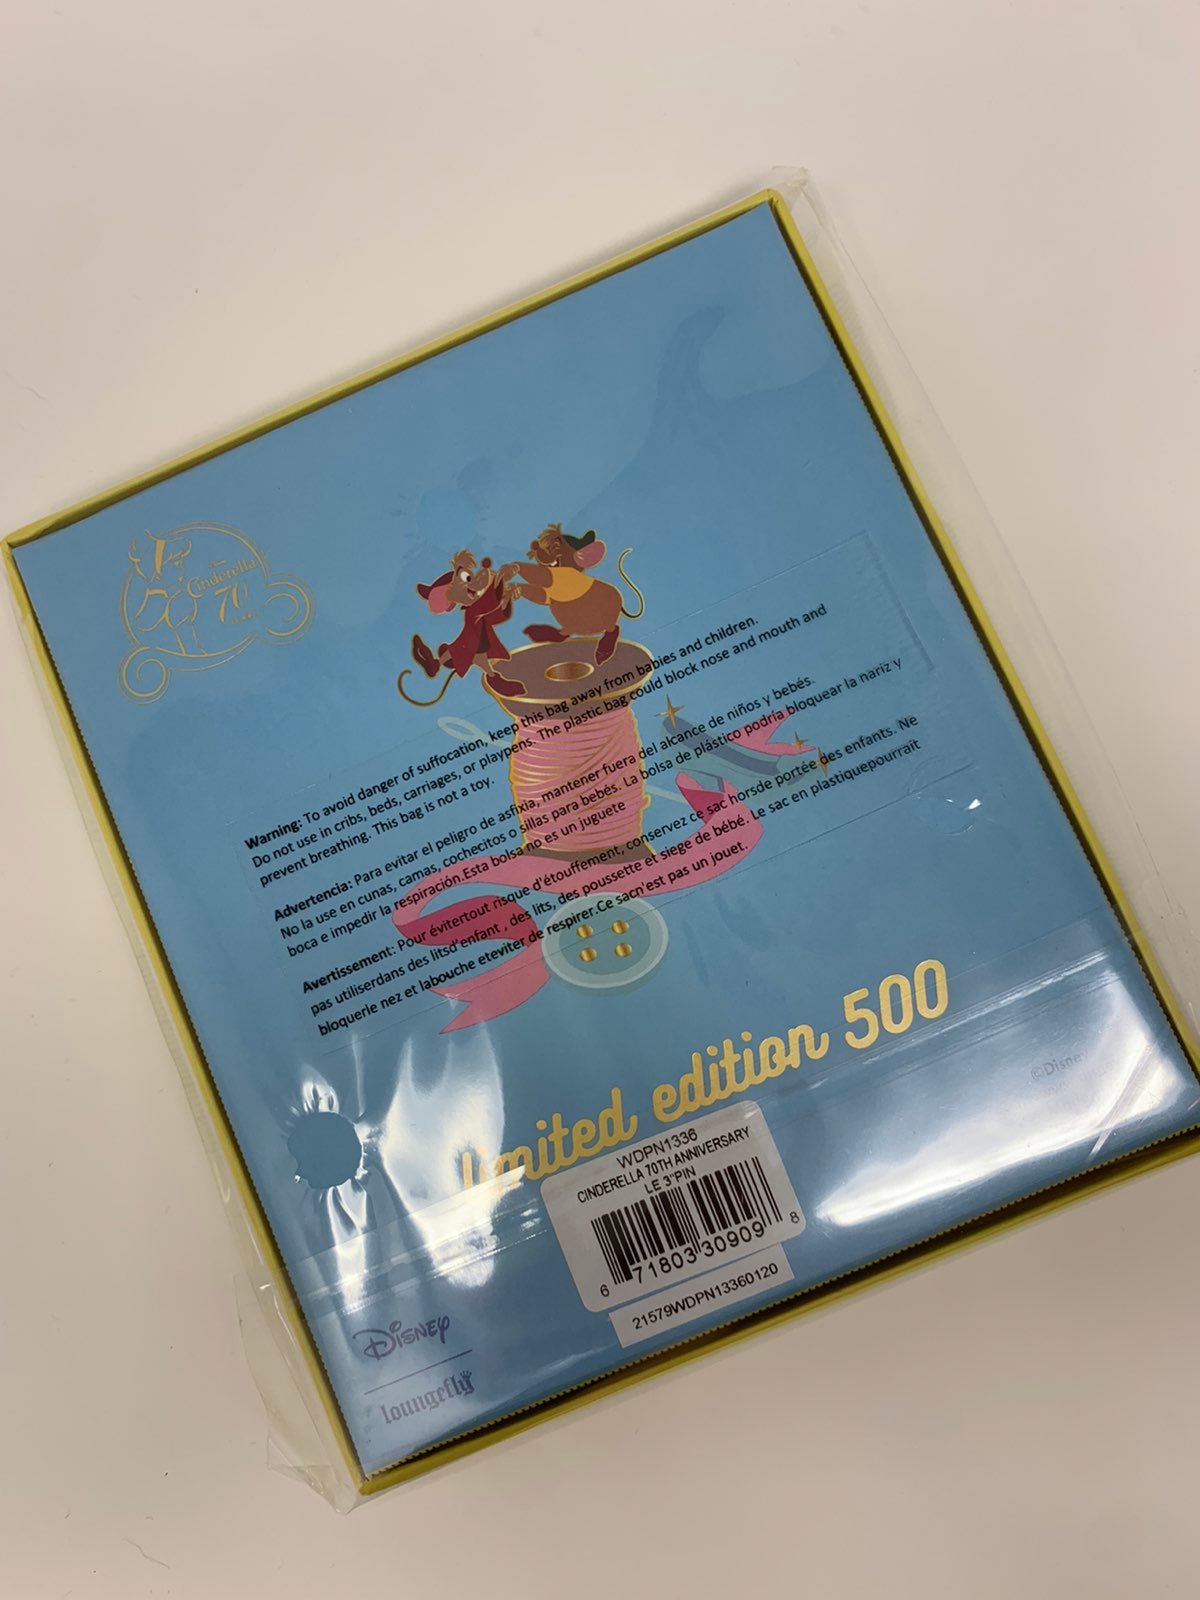 Cinderella
70
Warning: To avoid danger of suffocation, keep this bag away from babies and children.
Do not use in cribs, beds, carriages, or playpens. The plastic bag could block nose and mouth and
prevent breathing. This bag is not a toy.
Advertencia: Para evitar el peligro de asfixia, mantener fuera del alcance de niños y bebés.
No la use en cunas, camas, cochecitos o sillas para bebés. La bolsa de plástico podría bloquear la nariz y
boca e impedir la respiración.Esta bolsa no es un juguete
Avertissement: Pour évitertout risque d'étouffement, conservez ce sac horsde portée des enfants. Ne
pas utiliserdans des litsd'enfant , des lits, des poussette et siege de bébé. Le sac en plastiquepourrait
bloquerle nez et labouche eteviter de respirer.Ce sacn'est pas un jouet.
limited edition 500
©Disney
WDPN1336
CINDERELLA 70TH ANNIVERSARY
LE 3"PIN
6 71803 30909 8
21579WDPN13360120
Disney
loungefly